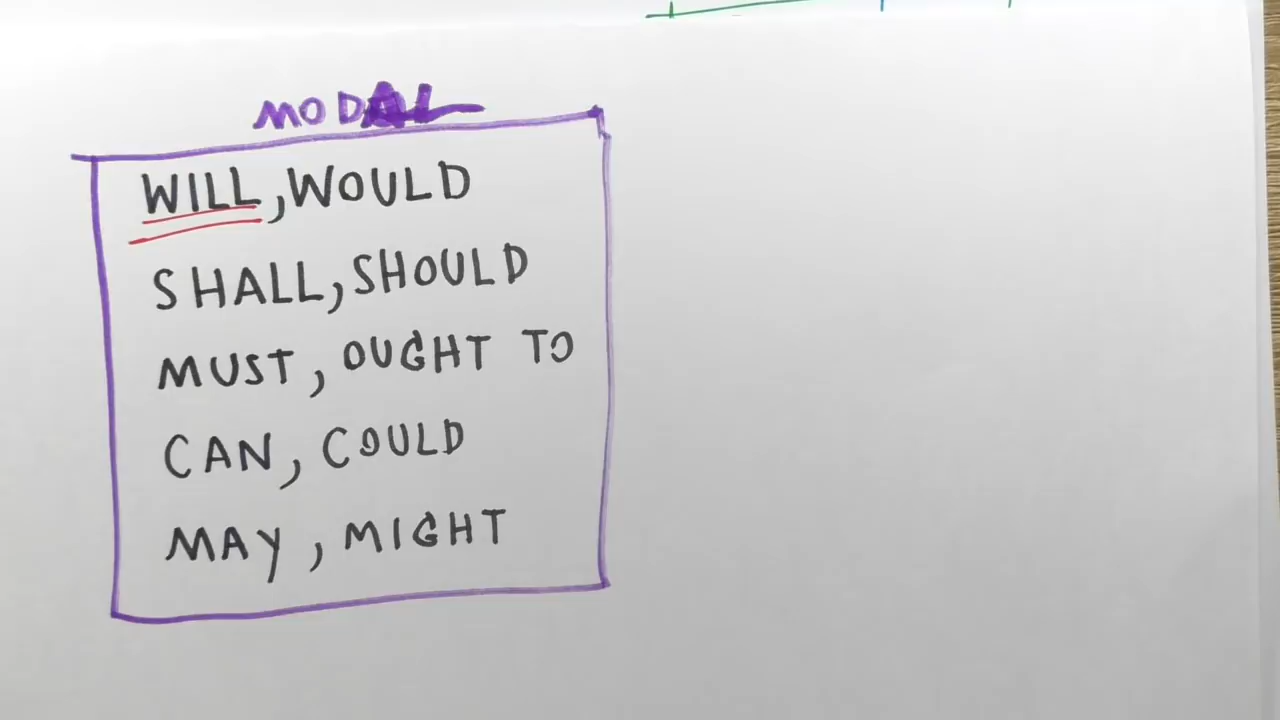 MODAL
WILL, WOULD
SHALL, SHOULD
MUST, OUGHT TO
CAN, COULD
MAY, MIGHT